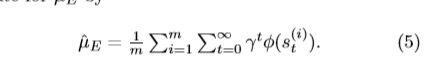 μ̂_E = 1/m ∑_{i=1}^{m} ∑_{t=0}^{∞} γ^t φ(s_t^{(i)}). (5)